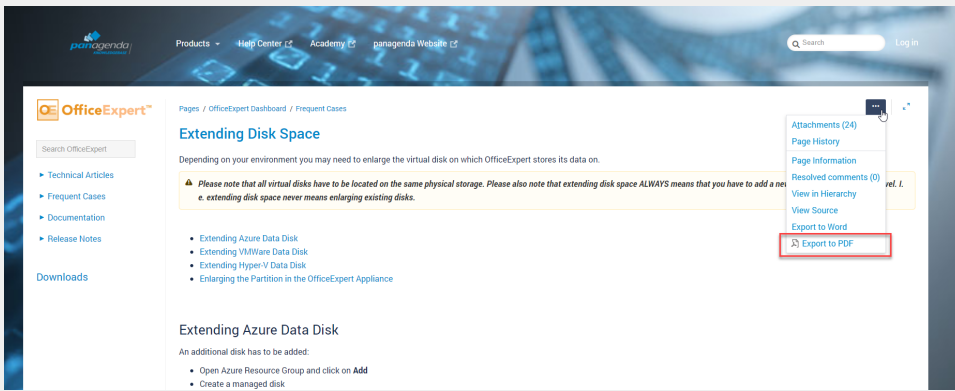 panagenda
Products Help Center Academy panagenda Website Search Log in
OE OfficeExpert™
Pages / OfficeExpert Dashboard / Frequent Cases
Extending Disk Space
Search OfficeExpert
Depending on your environment you may need to enlarge the virtual disk on which OfficeExpert stores its data on.
Technical Articles
Frequent Cases
Documentation
Release Notes
Downloads
Please note that all virtual disks have to be located on the same physical storage. Please also note that extending disk space ALWAYS means that you have to add a ne vel. I.
e. extending disk space never means enlarging existing disks.
Attachments (24)
Page History
Page Information
Resolved comments (0)
View in Hierarchy
View Source
Export to Word
Export to PDF
Extending Azure Data Disk
Extending VMWare Data Disk
Extending Hyper-V Data Disk
Enlarging the Partition in the OfficeExpert Appliance
Extending Azure Data Disk
An additional disk has to be added:
Open Azure Resource Group and click on Add
Create a managed disk